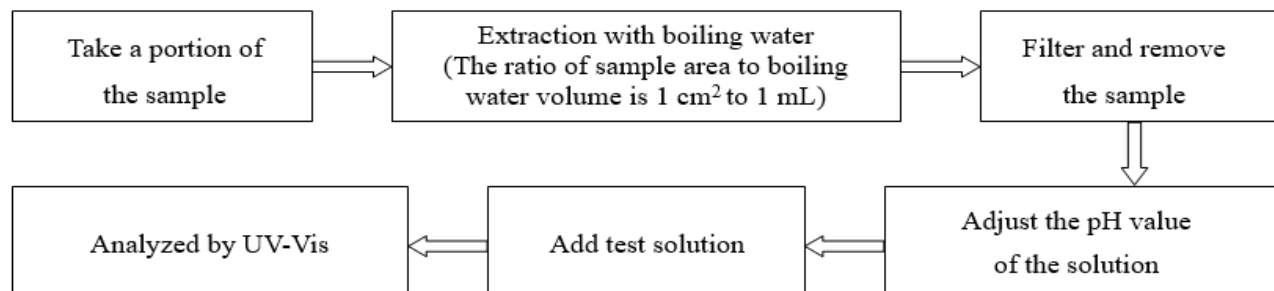 Take a portion of
the sample
Extraction with boiling water
(The ratio of sample area to boiling
water volume is 1 cm² to 1 mL)
Filter and remove
the sample
Adjust the pH value
of the solution
Add test solution
Analyzed by UV-Vis